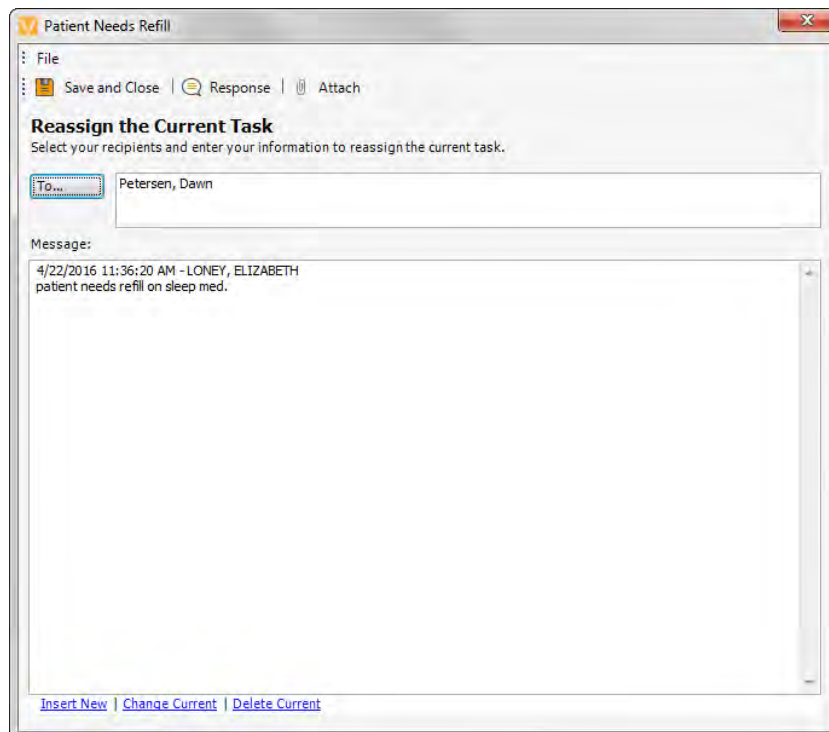 Patient Needs Refill
File
Save and Close | Response | Attach
Reassign the Current Task
Select your recipients and enter your information to reassign the current task.
To... Petersen, Dawn
Message:
4/22/2016 11:36:20 AM - LONEY, ELIZABETH
patient needs refill on sleep med.
Insert New | Change Current | Delete Current